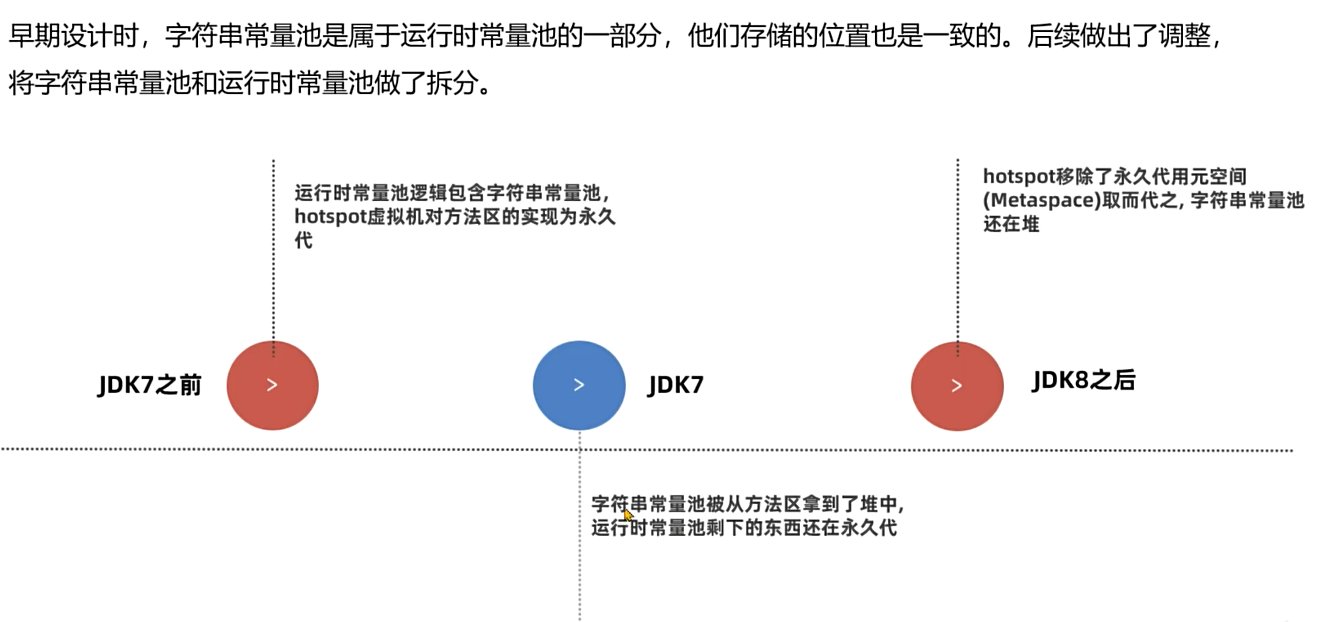 早期设计时，字符串常量池是属于运行时常量池的一部分，他们存储的位置也是一致的。后续做出了调整，
将字符串常量池和运行时常量池做了拆分。
运行时常量池逻辑包含字符串常量池，
hotspot虚拟机对方法区的实现为永久
代
hotspot移除了永久代用元空间
(Metaspace)取而代之, 字符串常量池
还在堆
JDK7之前
>
>
JDK7
>
JDK8之后
字符串常量池被从方法区拿到了堆中,
运行时常量池剩下的东西还在永久代